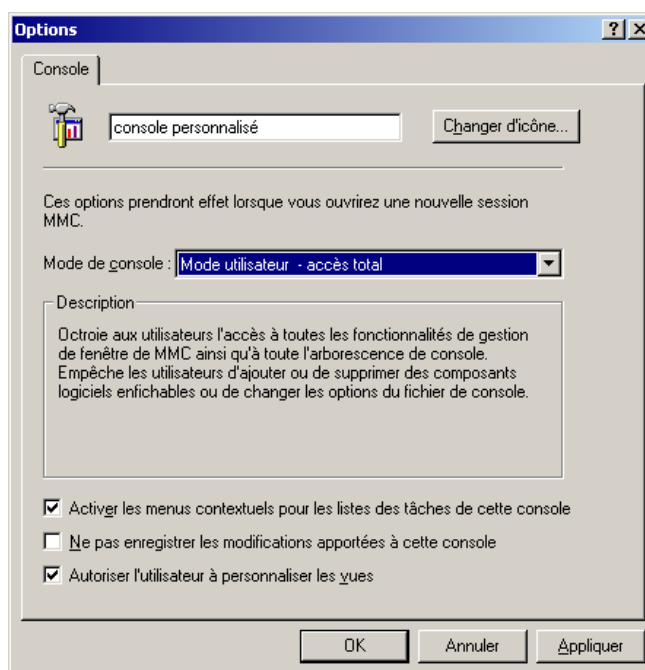 Options
Console
console personnalisé
Changer d'icône...
Ces options prendront effet lorsque vous ouvrirez une nouvelle session
MMC.
Mode de console : Mode utilisateur - accès total
Description
Octroie aux utilisateurs l'accès à toutes les fonctionnalités de gestion
de fenêtre de MMC ainsi qu'à toute l'arborescence de console.
Empêche les utilisateurs d'ajouter ou de supprimer des composants
logiciels enfichables ou de changer les options du fichier de console.
Activer les menus contextuels pour les listes des tâches de cette console
Ne pas enregistrer les modifications apportées à cette console
Autoriser l'utilisateur à personnaliser les vues
OK Annuler Appliquer